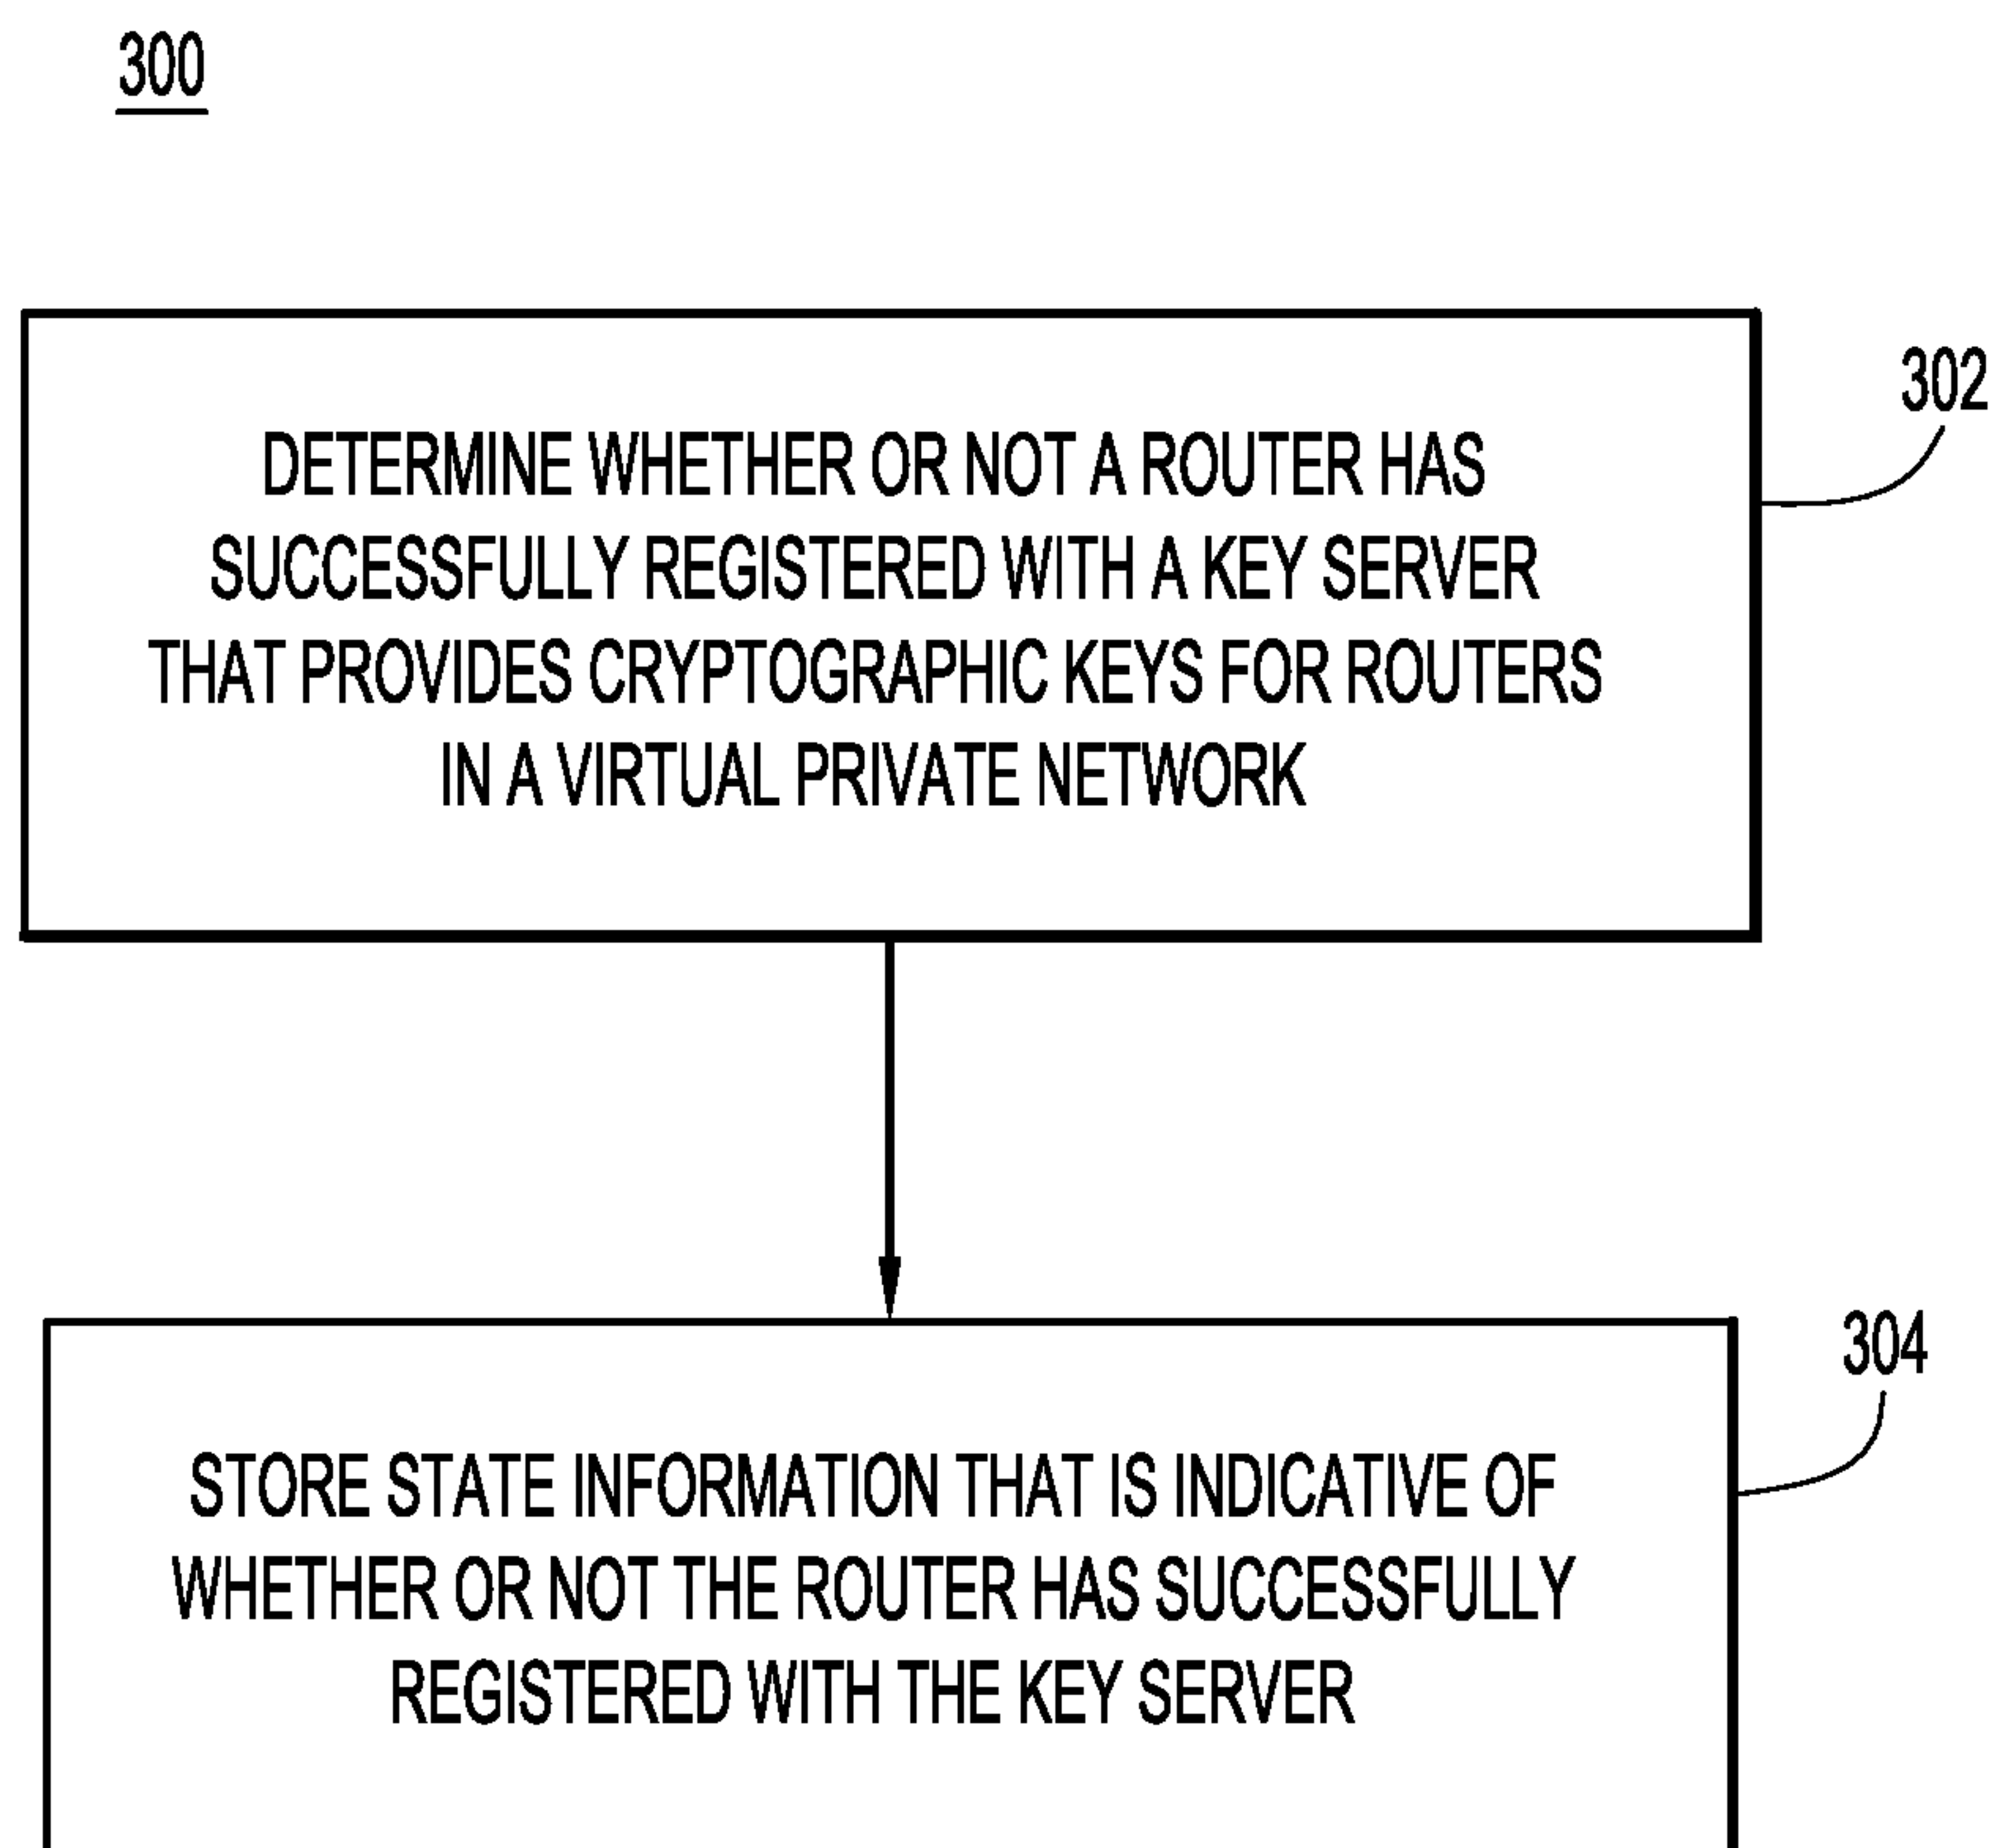 300
302
DETERMINE WHETHER OR NOT A ROUTER HAS
SUCCESSFULLY REGISTERED WITH A KEY SERVER
THAT PROVIDES CRYPTOGRAPHIC KEYS FOR ROUTERS
IN A VIRTUAL PRIVATE NETWORK
304
STORE STATE INFORMATION THAT IS INDICATIVE OF
WHETHER OR NOT THE ROUTER HAS SUCCESSFULLY
REGISTERED WITH THE KEY SERVER